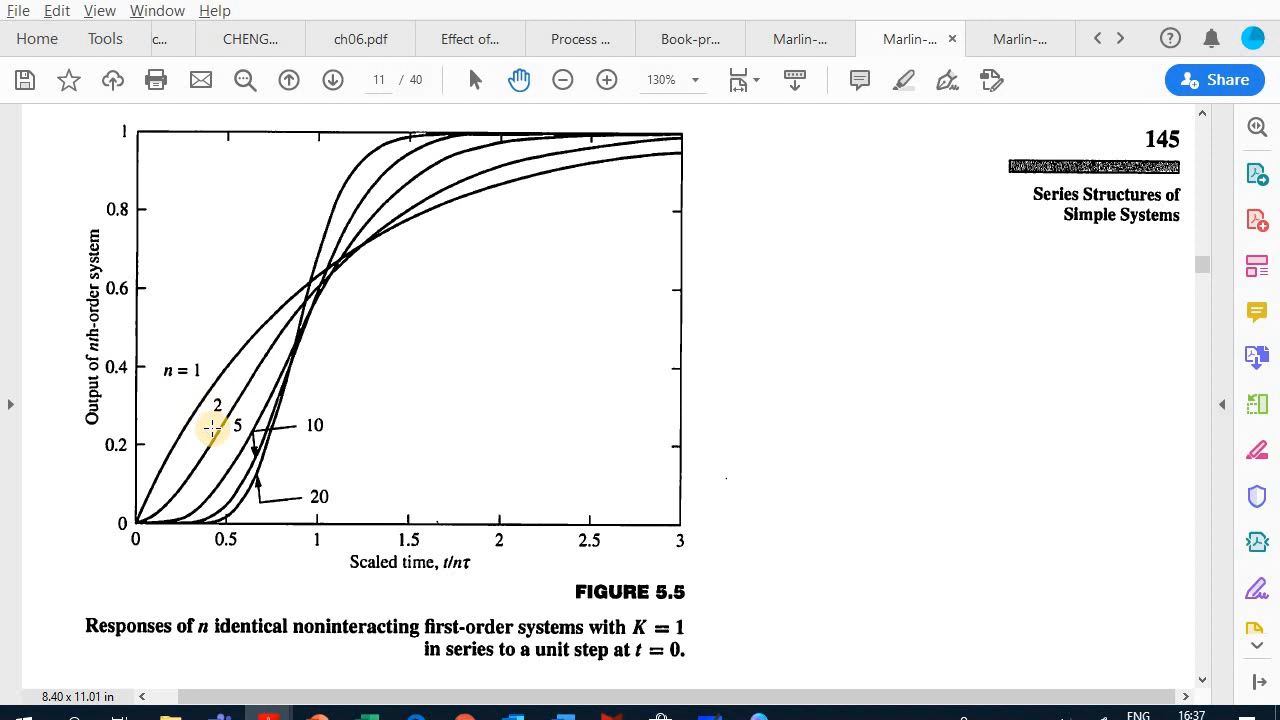 File Edit View Window Help
Home Tools c... CHENG... ch06.pdf Effect of... Process ... Book-pr... Marlin-... Marlin-... × Marlin-...
11 / 40 130% Share
145
Series Structures of
Simple Systems
Output of nth-order system
1
0.8
0.6
0.4
0.2
0
n = 1
2
5
10
20
0 0.5 1 1.5 2 2.5 3
Scaled time, t/nτ
FIGURE 5.5
Responses of n identical noninteracting first-order systems with K = 1
in series to a unit step at t = 0.
8.40 x 11.01 in
ENG 16:37